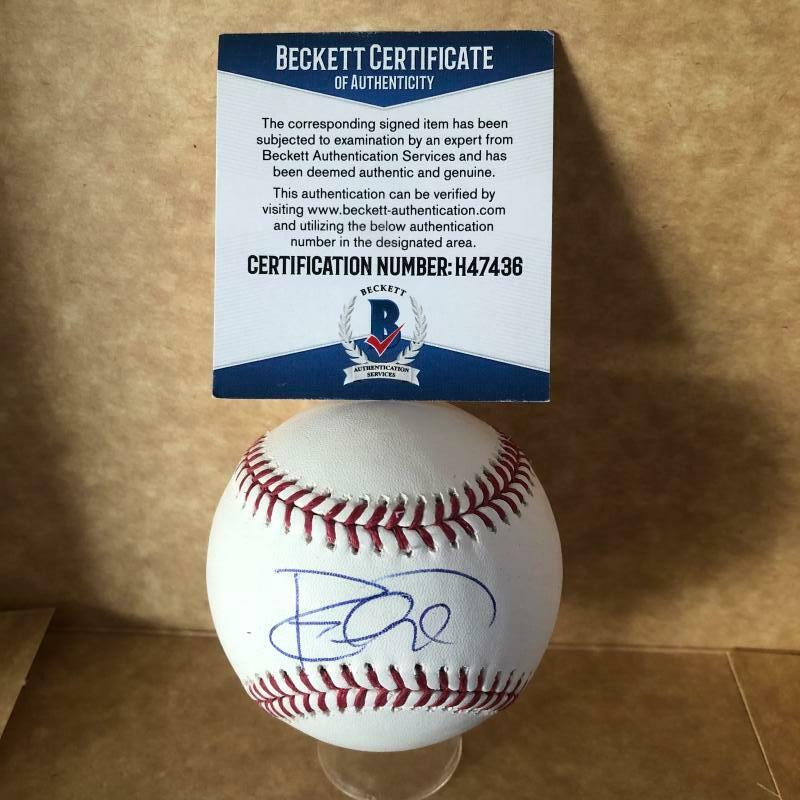 BECKETT CERTIFICATE
OF AUTHENTICITY
The corresponding signed item has been
subjected to examination by an expert from
Beckett Authentication Services and has
been deemed authentic and genuine.
This authentication can be verified by
visiting www.beckett-authentication.com
and utilizing the below authentication
number in the designated area.
CERTIFICATION NUMBER: H47436
BECKETT
B
AUTHENTICATION
SERVICES